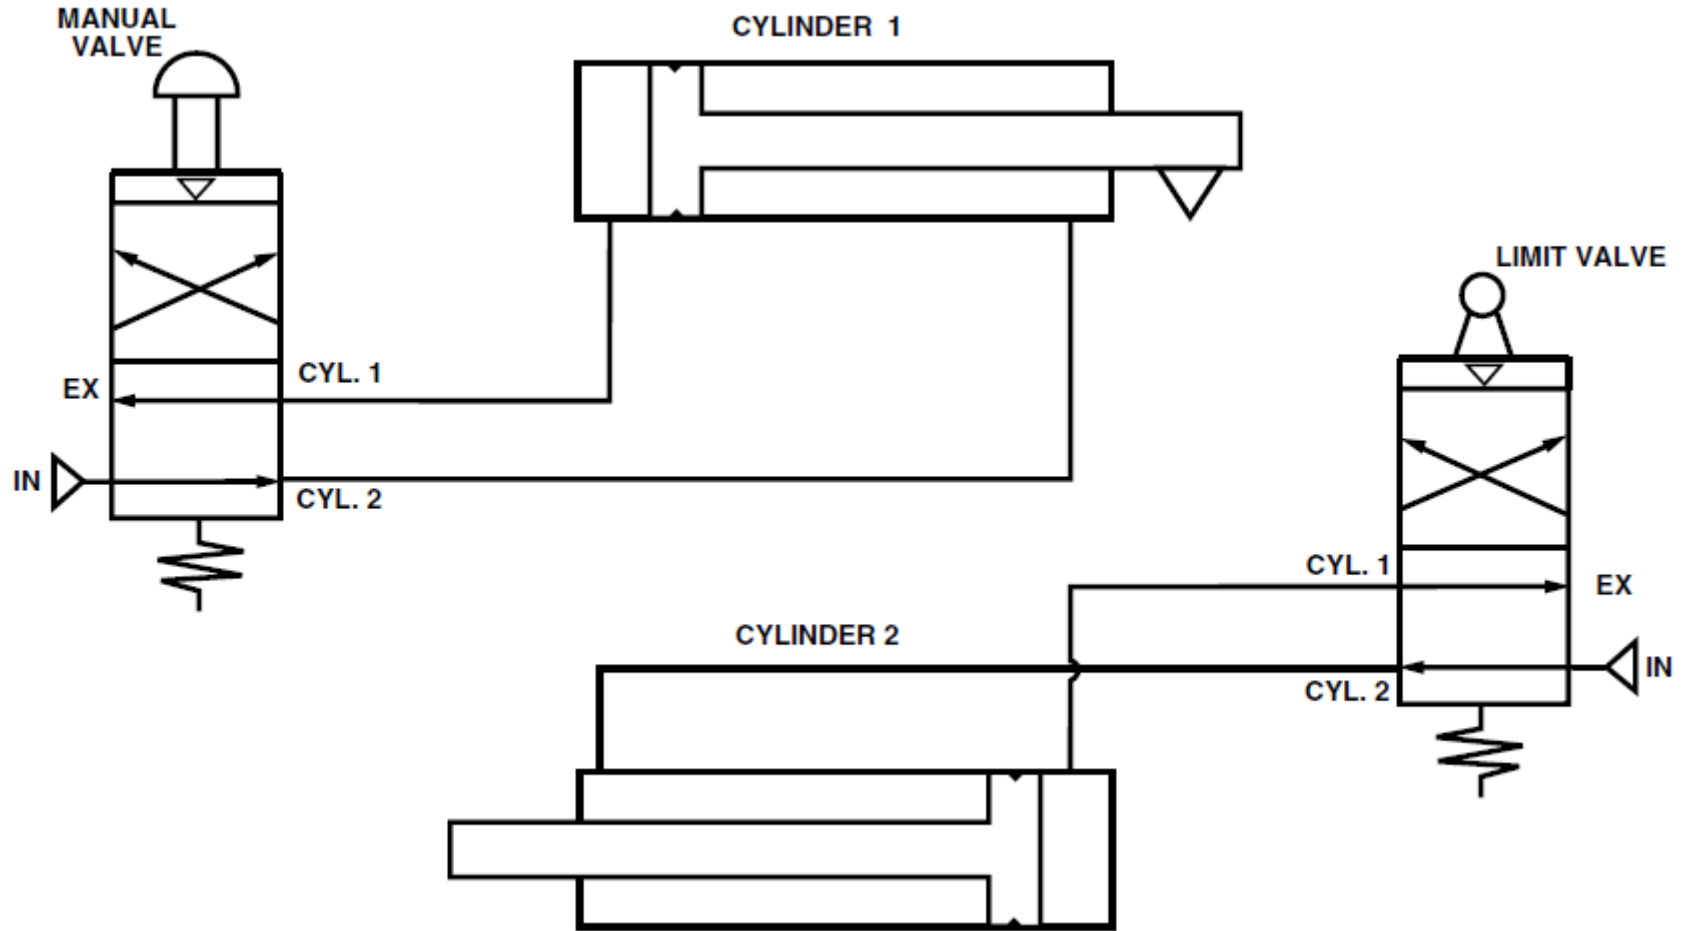 MANUAL
VALVE
CYLINDER 1
LIMIT VALVE
CYL. 1
EX
IN
CYL. 2
CYL. 1
EX
CYLINDER 2
IN
CYL. 2